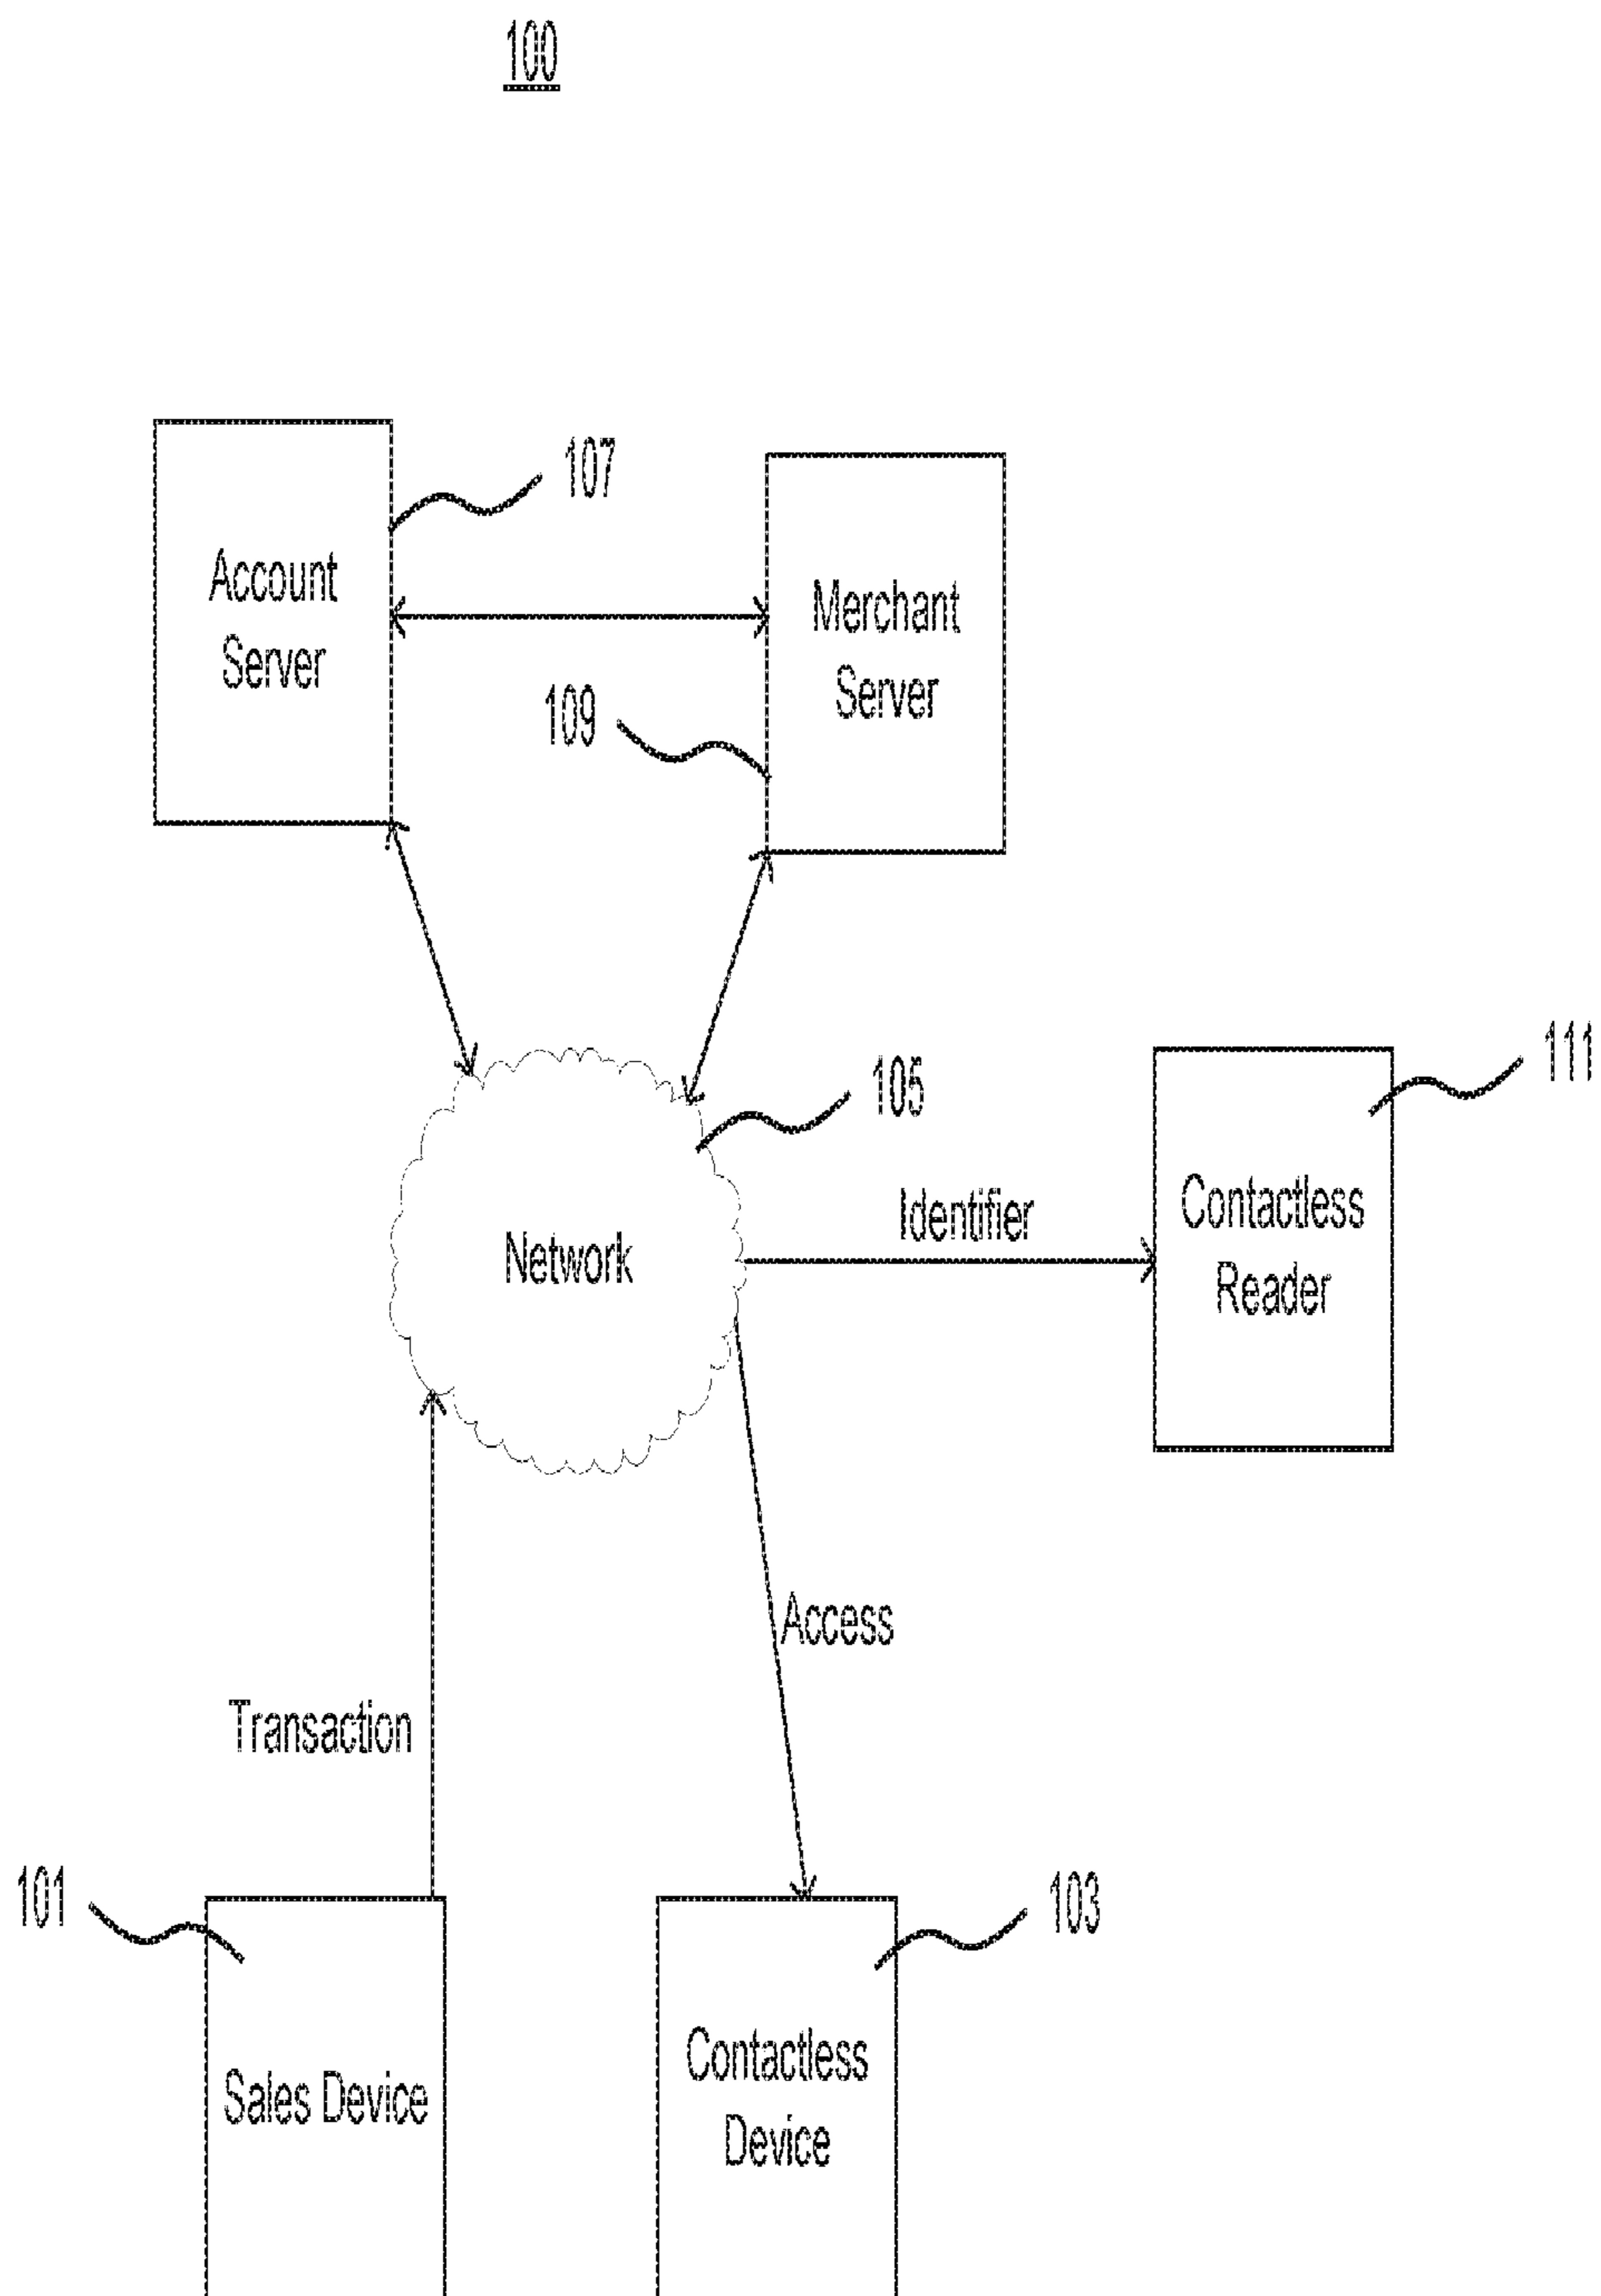 100
107
Account
Server
Merchant
Server
109
111
105
Contactless
Reader
Identifier
Network
Access
Transaction
101
103
Sales Device
Contactless
Device